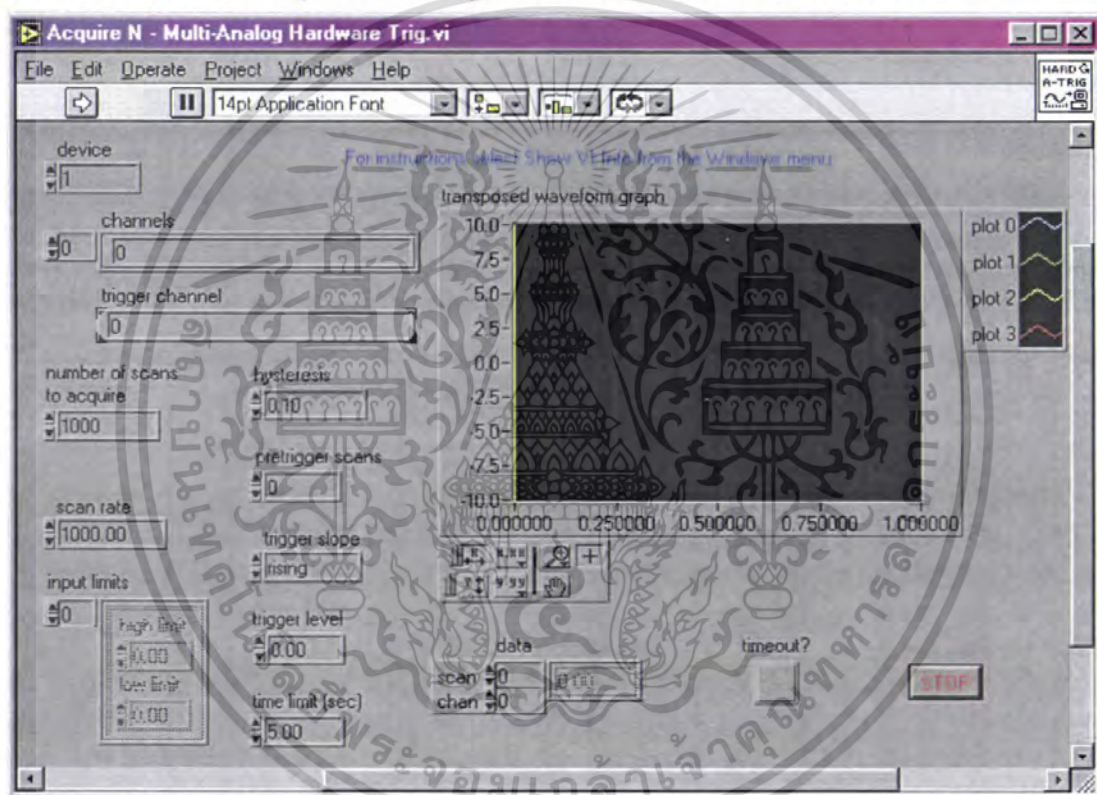 Acquire N - Multi-Analog Hardware Trig.vi
File Edit Operate Project Windows Help
14pt Application Font
HARD
A-TRIG
For instructions select Show VI Info from the Windows menu
device
1
channels
0
0
trigger channel
0
number of scans
to acquire
1000
hysteresis
0.10
pretrigger scans
0
scan rate
1000.00
trigger slope
rising
input limits
0
high limit
0.00
low limit
0.00
trigger level
0.00
time limit (sec)
5.00
transposed waveform graph
10.0
7.5
5.0
2.5
0.0
-2.5
-5.0
-7.5
-10.0
0.000000 0.250000 0.500000 0.750000 1.000000
plot 0
plot 1
plot 2
plot 3
data
scan 0
chan 0
0.00
timeout?
STOP